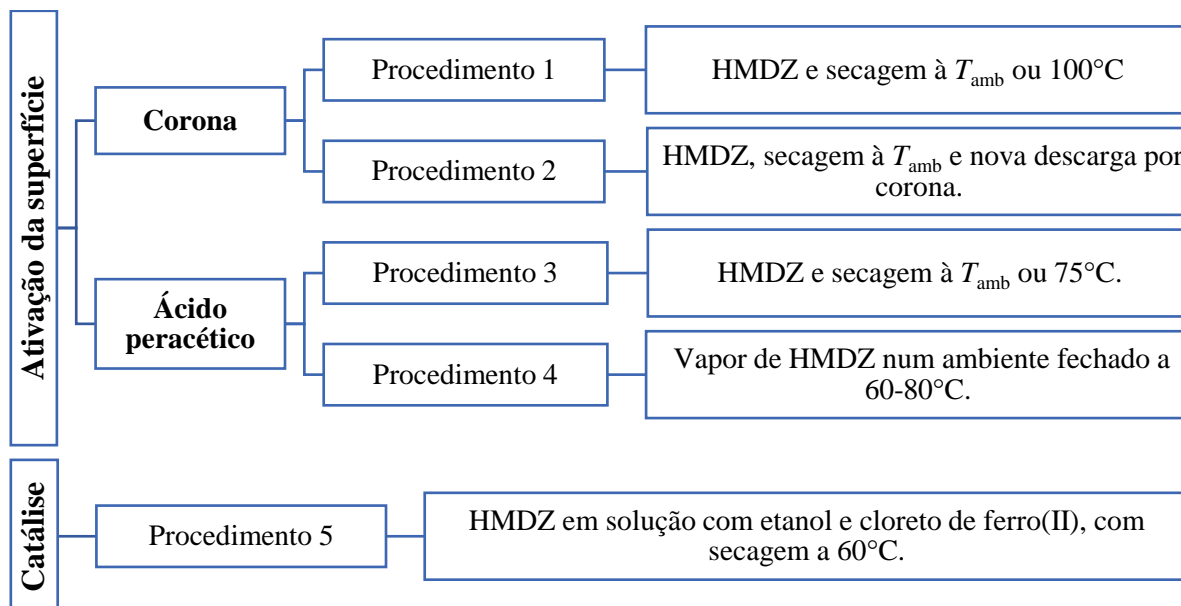 Ativação da superfície
Corona
Procedimento 1
HMDZ e secagem à Tamb ou 100°C
Procedimento 2
HMDZ, secagem à Tamb e nova descarga por
corona.
Ácido
peracético
Procedimento 3
HMDZ e secagem à Tamb ou 75°C.
Procedimento 4
Vapor de HMDZ num ambiente fechado a
60-80°C.
Catálise
Procedimento 5
HMDZ em solução com etanol e cloreto de ferro(II), com
secagem a 60°C.